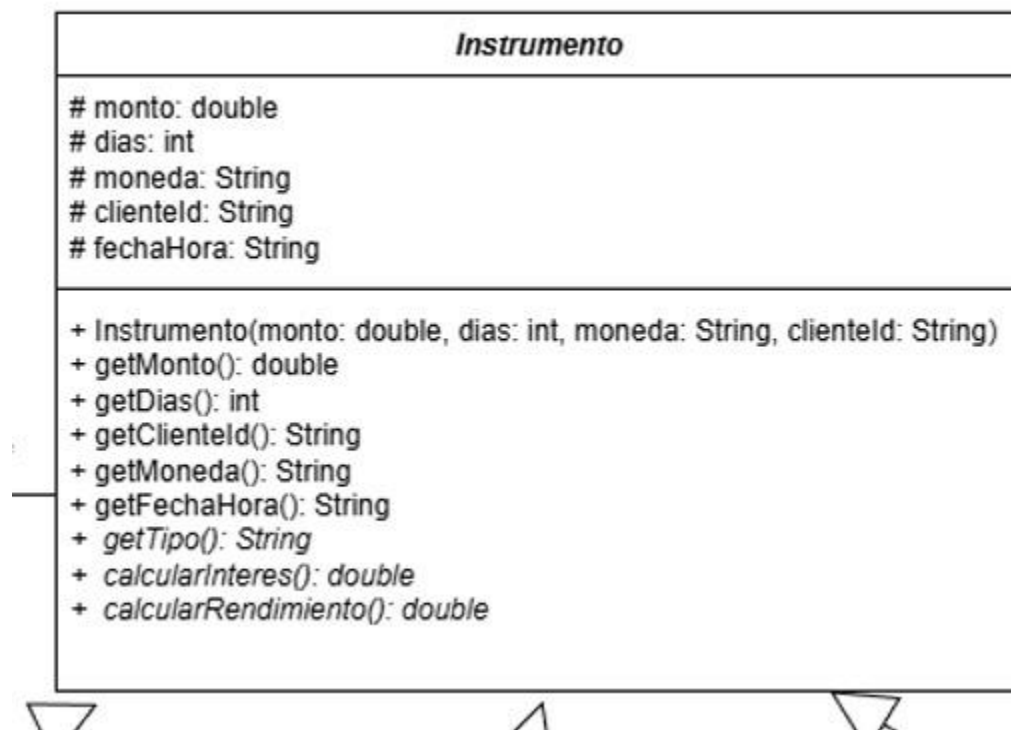 Instrumento
# monto: double
# dias: int
# moneda: String
# clienteId: String
# fechaHora: String
+ Instrumento(monto: double, dias: int, moneda: String, clienteId: String)
+ getMonto(): double
+ getDias(): int
+ getClienteId(): String
+ getMoneda(): String
+ getFechaHora(): String
+ getTipo(): String
+ calcularInteres(): double
+ calcularRendimiento(): double